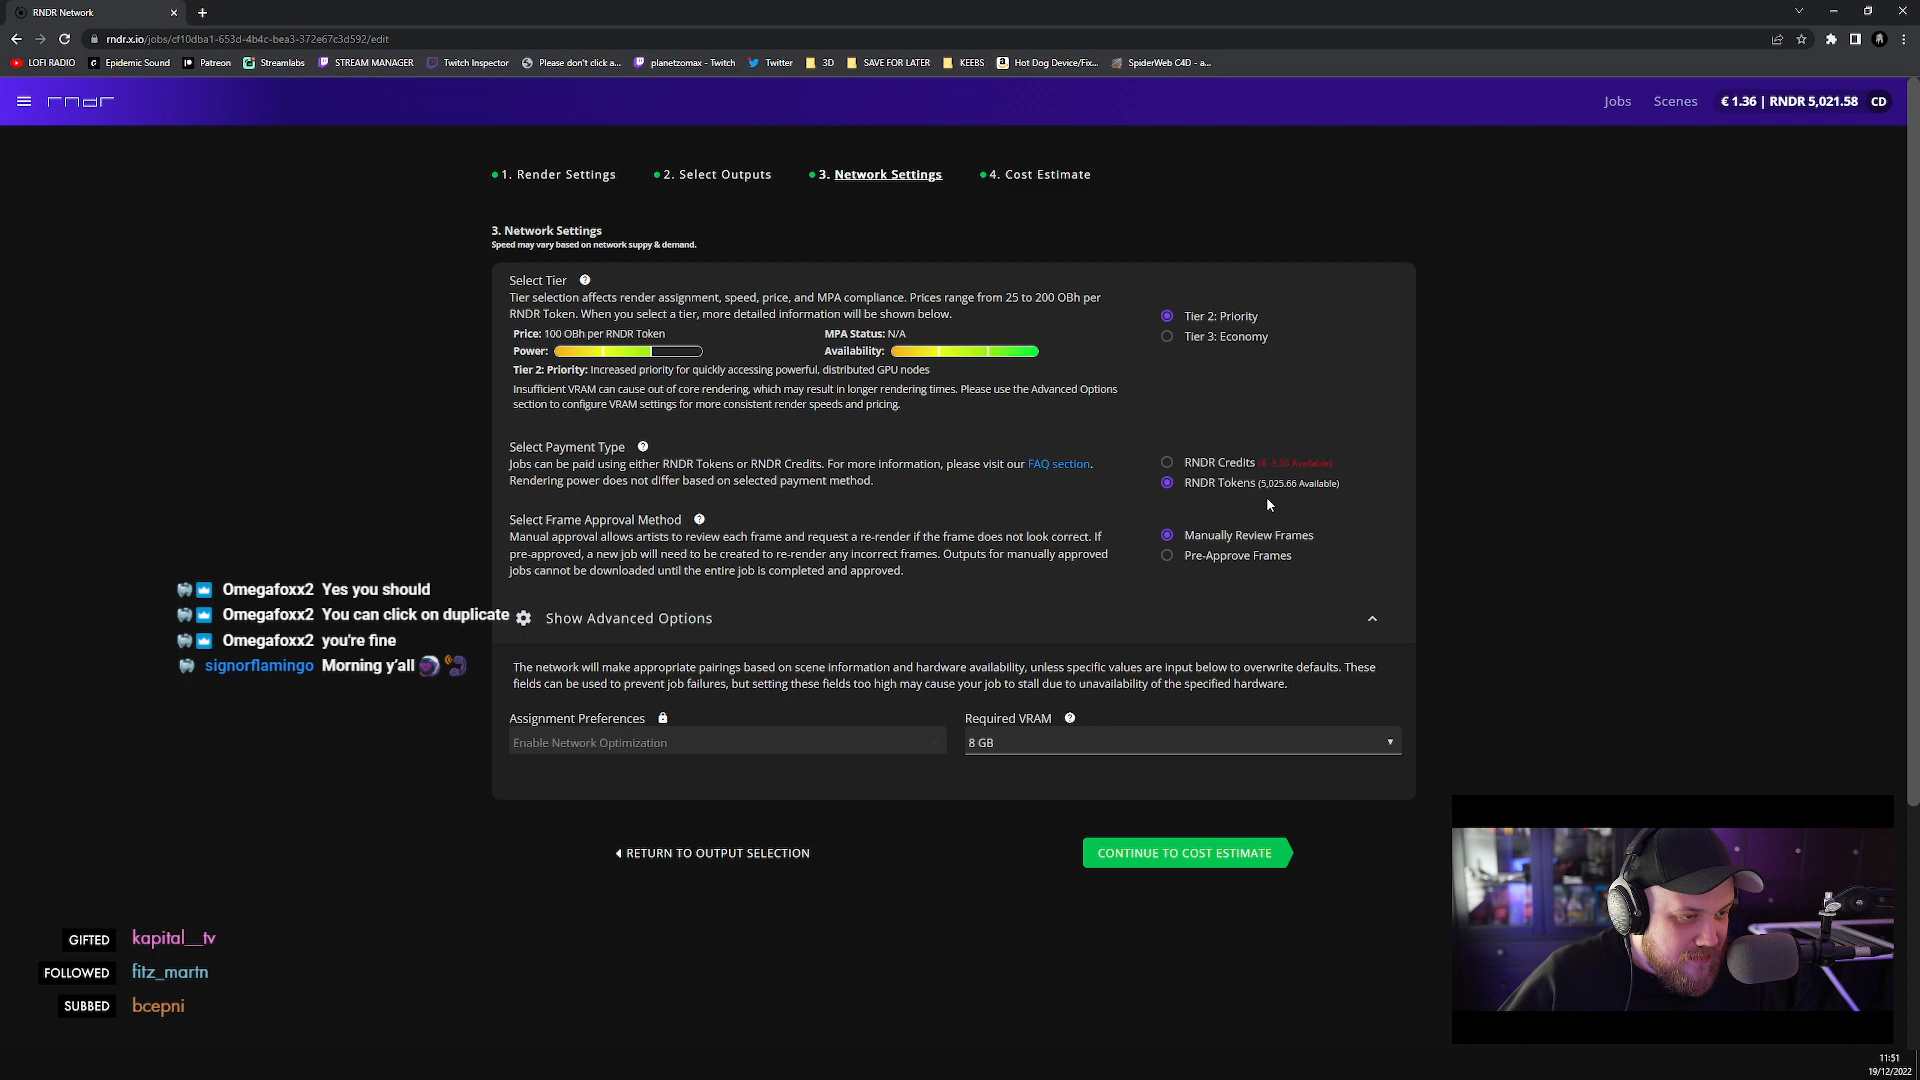 RNDR Network
rndr.x.io/jobs/cf10dba1-653d-4b4c-bea3-372e67c3d592/edit
LOFI RADIO Epidemic Sound Patreon Streamlabs STREAM MANAGER Twitch Inspector Please don't click a... planetzomax - Twitch Twitter 3D SAVE FOR LATER KEEBS Hot Dog Device/Fix... SpiderWeb C4D - a...
rndr Jobs Scenes € 1.36 | RNDR 5,021.58 CD
1. Render Settings 2. Select Outputs 3. Network Settings 4. Cost Estimate
3. Network Settings
Speed may vary based on network suppy & demand.
Select Tier
Tier selection affects render assignment, speed, price, and MPA compliance. Prices range from 25 to 200 OBh per
RNDR Token. When you select a tier, more detailed information will be shown below.
Price: 100 OBh per RNDR Token MPA Status: N/A
Power: Availability:
Tier 2: Priority: Increased priority for quickly accessing powerful, distributed GPU nodes
Insufficient VRAM can cause out of core rendering, which may result in longer rendering times. Please use the Advanced Options
section to configure VRAM settings for more consistent render speeds and pricing.
Tier 2: Priority
Tier 3: Economy
Select Payment Type
Jobs can be paid using either RNDR Tokens or RNDR Credits. For more information, please visit our FAQ section.
Rendering power does not differ based on selected payment method.
RNDR Credits (€ -3.55 Available)
RNDR Tokens (5,025.66 Available)
Select Frame Approval Method
Manual approval allows artists to review each frame and request a re-render if the frame does not look correct. If
pre-approved, a new job will need to be created to re-render any incorrect frames. Outputs for manually approved
jobs cannot be downloaded until the entire job is completed and approved.
Manually Review Frames
Pre-Approve Frames
Omegafoxx2 Yes you should
Omegafoxx2 You can click on duplicate
Omegafoxx2 you're fine
signorflamingo Morning y'all
Show Advanced Options
The network will make appropriate pairings based on scene information and hardware availability, unless specific values are input below to overwrite defaults. These
fields can be used to prevent job failures, but setting these fields too high may cause your job to stall due to unavailability of the specified hardware.
Assignment Preferences Required VRAM
Enable Network Optimization 8 GB
RETURN TO OUTPUT SELECTION CONTINUE TO COST ESTIMATE
GIFTED kapital__tv
FOLLOWED fitz_martn
SUBBED bcepni
11:51
19/12/2022